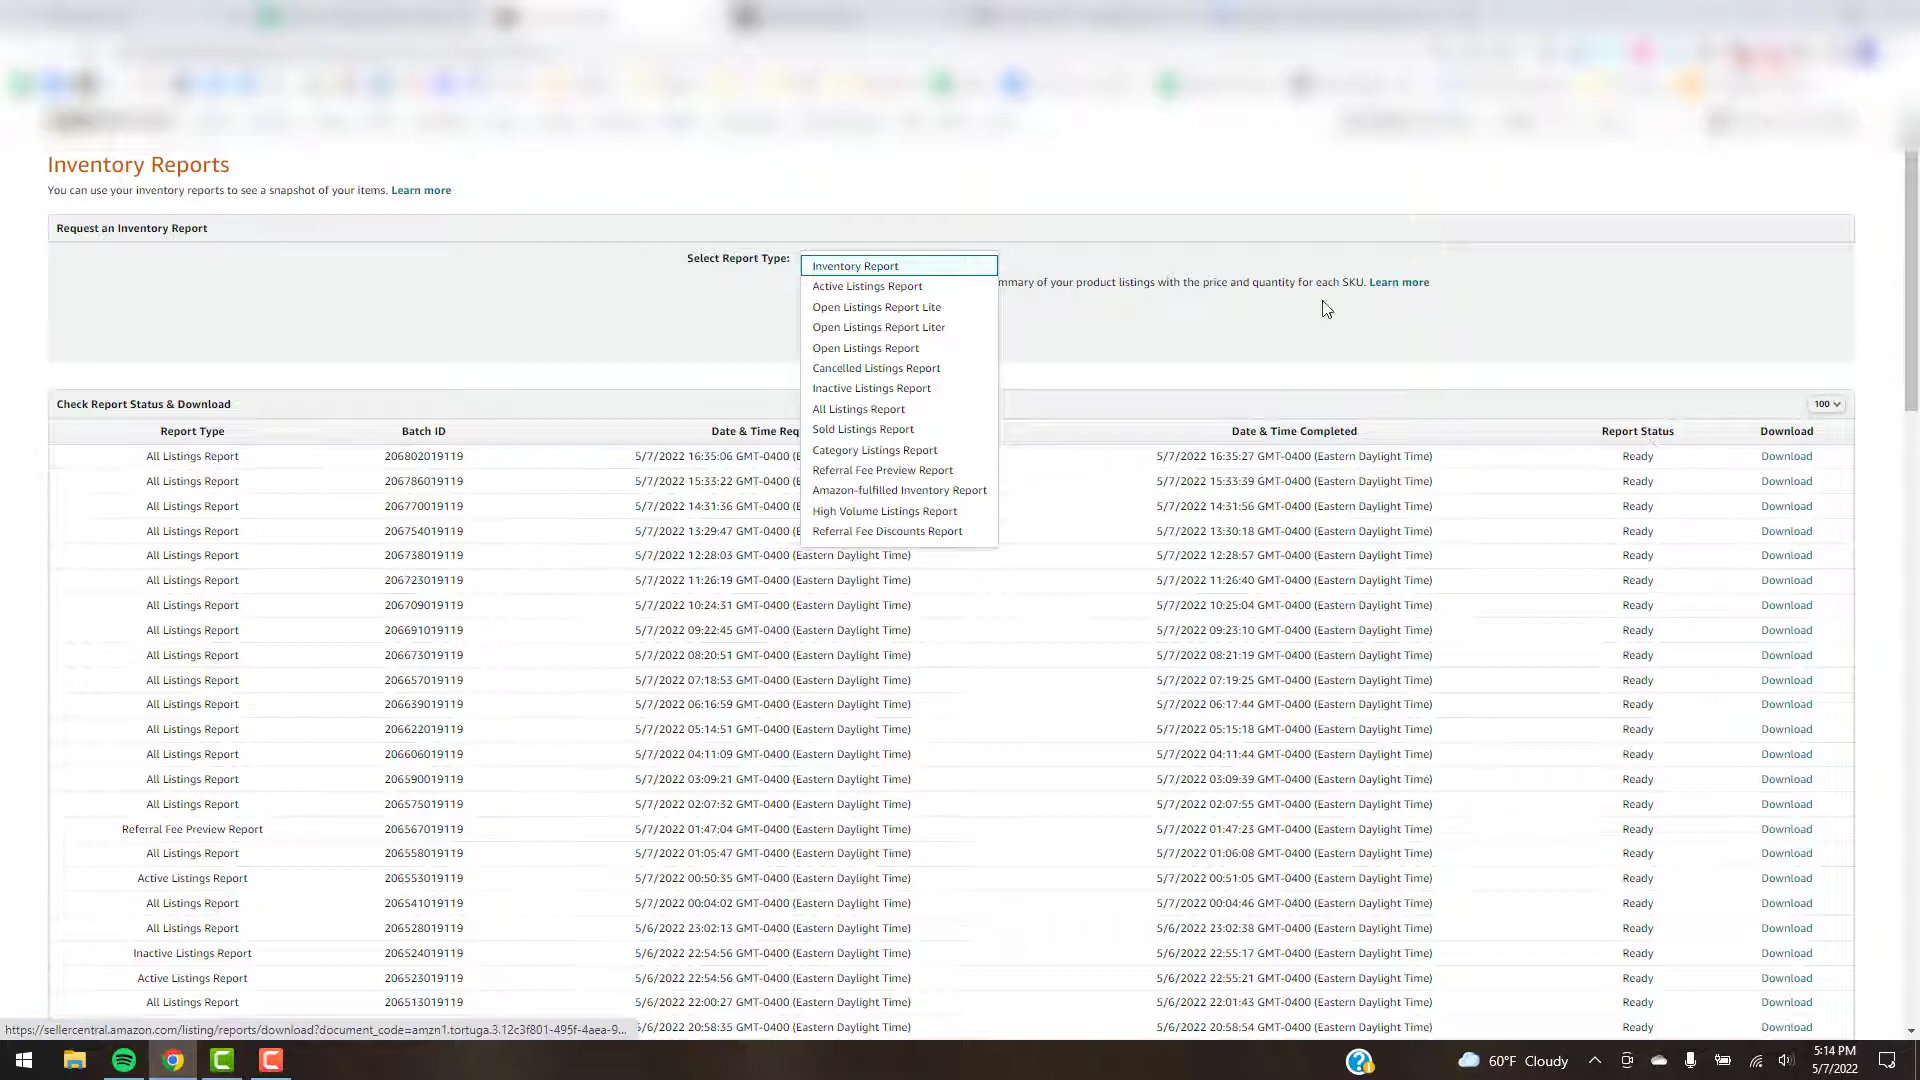 Inventory Reports
You can use your inventory reports to see a snapshot of your items. Learn more
Request an Inventory Report
Select Report Type:
Inventory Report
mmary of your product listings with the price and quantity for each SKU. Learn more
Active Listings Report
Open Listings Report Lite
Open Listings Report Liter
Open Listings Report
Cancelled Listings Report
Inactive Listings Report
All Listings Report
Sold Listings Report
Category Listings Report
Referral Fee Preview Report
Amazon-fulfilled Inventory Report
High Volume Listings Report
Referral Fee Discounts Report
Check Report Status & Download 100
Report Type Batch ID Date & Time Req Date & Time Completed Report Status Download
All Listings Report 206802019119 5/7/2022 16:35:06 GMT-0400 (E 5/7/2022 16:35:27 GMT-0400 (Eastern Daylight Time) Ready Download
All Listings Report 206786019119 5/7/2022 15:33:22 GMT-0400 (E 5/7/2022 15:33:39 GMT-0400 (Eastern Daylight Time) Ready Download
All Listings Report 206770019119 5/7/2022 14:31:36 GMT-0400 (E 5/7/2022 14:31:56 GMT-0400 (Eastern Daylight Time) Ready Download
All Listings Report 206754019119 5/7/2022 13:29:47 GMT-0400 (E 5/7/2022 13:30:18 GMT-0400 (Eastern Daylight Time) Ready Download
All Listings Report 206738019119 5/7/2022 12:28:03 GMT-0400 (Eastern Daylight Time) 5/7/2022 12:28:57 GMT-0400 (Eastern Daylight Time) Ready Download
All Listings Report 206723019119 5/7/2022 11:26:19 GMT-0400 (Eastern Daylight Time) 5/7/2022 11:26:40 GMT-0400 (Eastern Daylight Time) Ready Download
All Listings Report 206709019119 5/7/2022 10:24:31 GMT-0400 (Eastern Daylight Time) 5/7/2022 10:25:04 GMT-0400 (Eastern Daylight Time) Ready Download
All Listings Report 206691019119 5/7/2022 09:22:45 GMT-0400 (Eastern Daylight Time) 5/7/2022 09:23:10 GMT-0400 (Eastern Daylight Time) Ready Download
All Listings Report 206673019119 5/7/2022 08:20:51 GMT-0400 (Eastern Daylight Time) 5/7/2022 08:21:19 GMT-0400 (Eastern Daylight Time) Ready Download
All Listings Report 206657019119 5/7/2022 07:18:53 GMT-0400 (Eastern Daylight Time) 5/7/2022 07:19:25 GMT-0400 (Eastern Daylight Time) Ready Download
All Listings Report 206639019119 5/7/2022 06:16:59 GMT-0400 (Eastern Daylight Time) 5/7/2022 06:17:44 GMT-0400 (Eastern Daylight Time) Ready Download
All Listings Report 206622019119 5/7/2022 05:14:51 GMT-0400 (Eastern Daylight Time) 5/7/2022 05:15:18 GMT-0400 (Eastern Daylight Time) Ready Download
All Listings Report 206606019119 5/7/2022 04:11:09 GMT-0400 (Eastern Daylight Time) 5/7/2022 04:11:44 GMT-0400 (Eastern Daylight Time) Ready Download
All Listings Report 206590019119 5/7/2022 03:09:21 GMT-0400 (Eastern Daylight Time) 5/7/2022 03:09:39 GMT-0400 (Eastern Daylight Time) Ready Download
All Listings Report 206575019119 5/7/2022 02:07:32 GMT-0400 (Eastern Daylight Time) 5/7/2022 02:07:55 GMT-0400 (Eastern Daylight Time) Ready Download
Referral Fee Preview Report 206567019119 5/7/2022 01:47:04 GMT-0400 (Eastern Daylight Time) 5/7/2022 01:47:23 GMT-0400 (Eastern Daylight Time) Ready Download
All Listings Report 206558019119 5/7/2022 01:05:47 GMT-0400 (Eastern Daylight Time) 5/7/2022 01:06:08 GMT-0400 (Eastern Daylight Time) Ready Download
Active Listings Report 206553019119 5/7/2022 00:50:35 GMT-0400 (Eastern Daylight Time) 5/7/2022 00:51:05 GMT-0400 (Eastern Daylight Time) Ready Download
All Listings Report 206541019119 5/7/2022 00:04:02 GMT-0400 (Eastern Daylight Time) 5/7/2022 00:04:46 GMT-0400 (Eastern Daylight Time) Ready Download
All Listings Report 206528019119 5/6/2022 23:02:13 GMT-0400 (Eastern Daylight Time) 5/6/2022 23:02:38 GMT-0400 (Eastern Daylight Time) Ready Download
Inactive Listings Report 206524019119 5/6/2022 22:54:56 GMT-0400 (Eastern Daylight Time) 5/6/2022 22:55:17 GMT-0400 (Eastern Daylight Time) Ready Download
Active Listings Report 206523019119 5/6/2022 22:54:56 GMT-0400 (Eastern Daylight Time) 5/6/2022 22:55:21 GMT-0400 (Eastern Daylight Time) Ready Download
All Listings Report 206513019119 5/6/2022 22:00:27 GMT-0400 (Eastern Daylight Time) 5/6/2022 22:01:43 GMT-0400 (Eastern Daylight Time) Ready Download
https://sellercentral.amazon.com/listing/reports/download?document_code=amzn1.tortuga.3.12c3f801-495f-4aea-9... 5/6/2022 20:58:35 GMT-0400 (Eastern Daylight Time) 5/6/2022 20:58:54 GMT-0400 (Eastern Daylight Time) Ready Download
60°F Cloudy
5:14 PM
5/7/2022